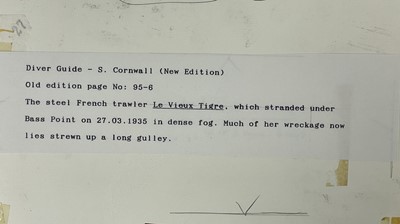 27
Diver Guide - S. Cornwall (New Edition)
Old edition page No: 95-6
The steel French trawler Le Vieux Tigre, which stranded under
Bass Point on 27.03.1935 in dense fog. Much of her wreckage now
lies strewn up a long gulley.